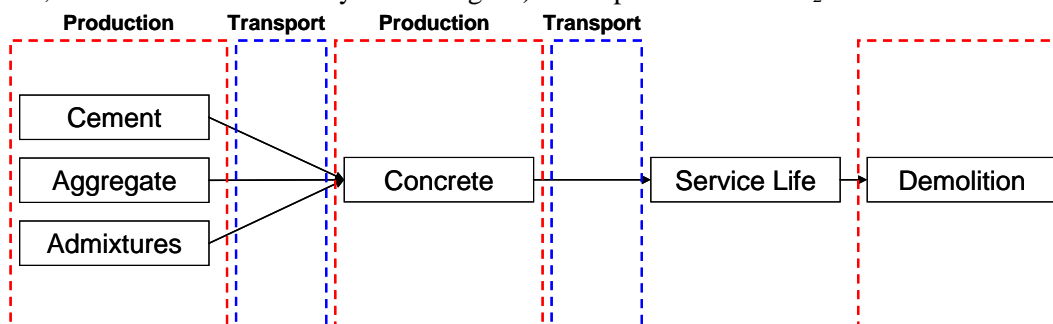 Production Transport Production Transport
Cement
Aggregate Concrete Service Life Demolition
Admixtures